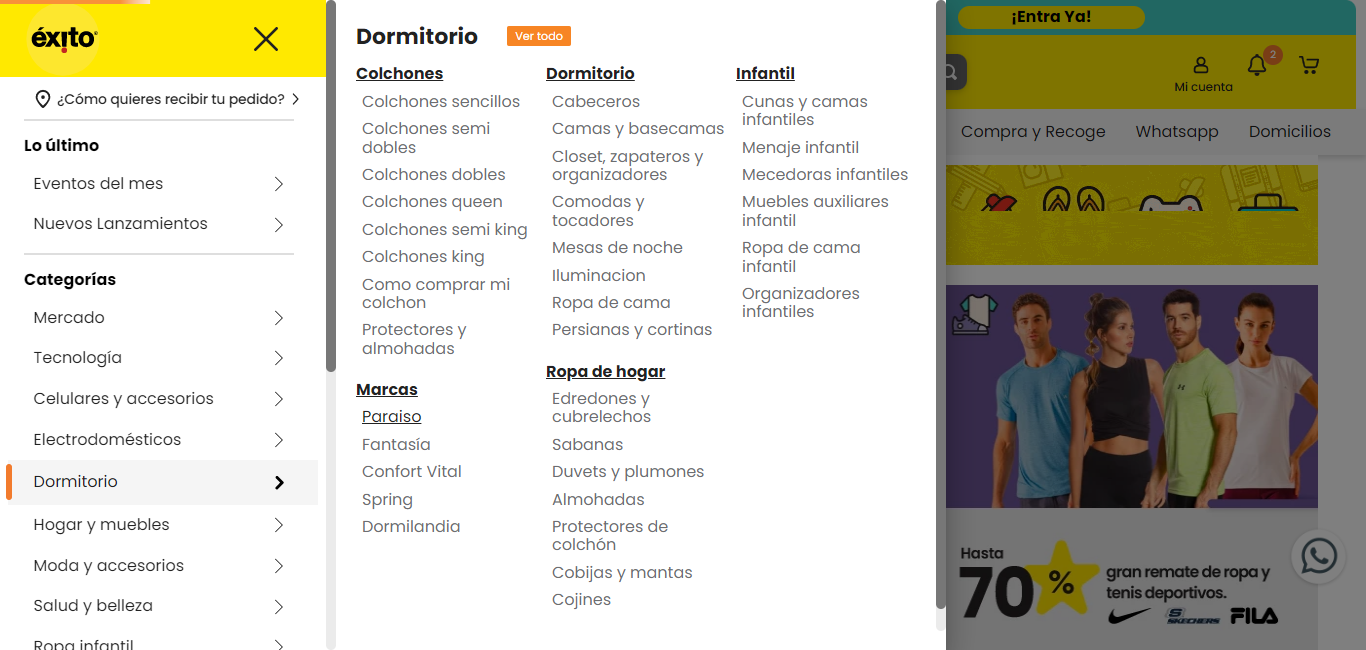 éxito
¿Cómo quieres recibir tu pedido?
Lo último
Eventos del mes
Nuevos Lanzamientos
Categorías
Mercado
Tecnología
Celulares y accesorios
Electrodomésticos
Dormitorio
Hogar y muebles
Moda y accesorios
Salud y belleza
Ropa infantil
Dormitorio
Ver todo
Colchones
Colchones sencillos
Colchones semi
dobles
Colchones dobles
Colchones queen
Colchones semi king
Colchones king
Como comprar mi
colchon
Protectores y
almohadas
Marcas
Paraiso
Fantasía
Confort Vital
Spring
Dormilandia
Dormitorio
Cabeceros
Camas y basecamas
Closet, zapateros y
organizadores
Comodas y
tocadores
Mesas de noche
Iluminacion
Ropa de cama
Persianas y cortinas
Ropa de hogar
Edredones y
cubrelechos
Sabanas
Duvets y plumones
Almohadas
Protectores de
colchón
Cobijas y mantas
Cojines
Infantil
Cunas y camas
infantiles
Menaje infantil
Mecedoras infantiles
Muebles auxiliares
infantil
Ropa de cama
infantil
Organizadores
infantiles
¡Entra Ya!
2
Mi cuenta
Compra y Recoge
Whatsapp
Domicilios
Hasta
70%
gran remate de ropa y
tenis deportivos.
SKECHERS
FILA